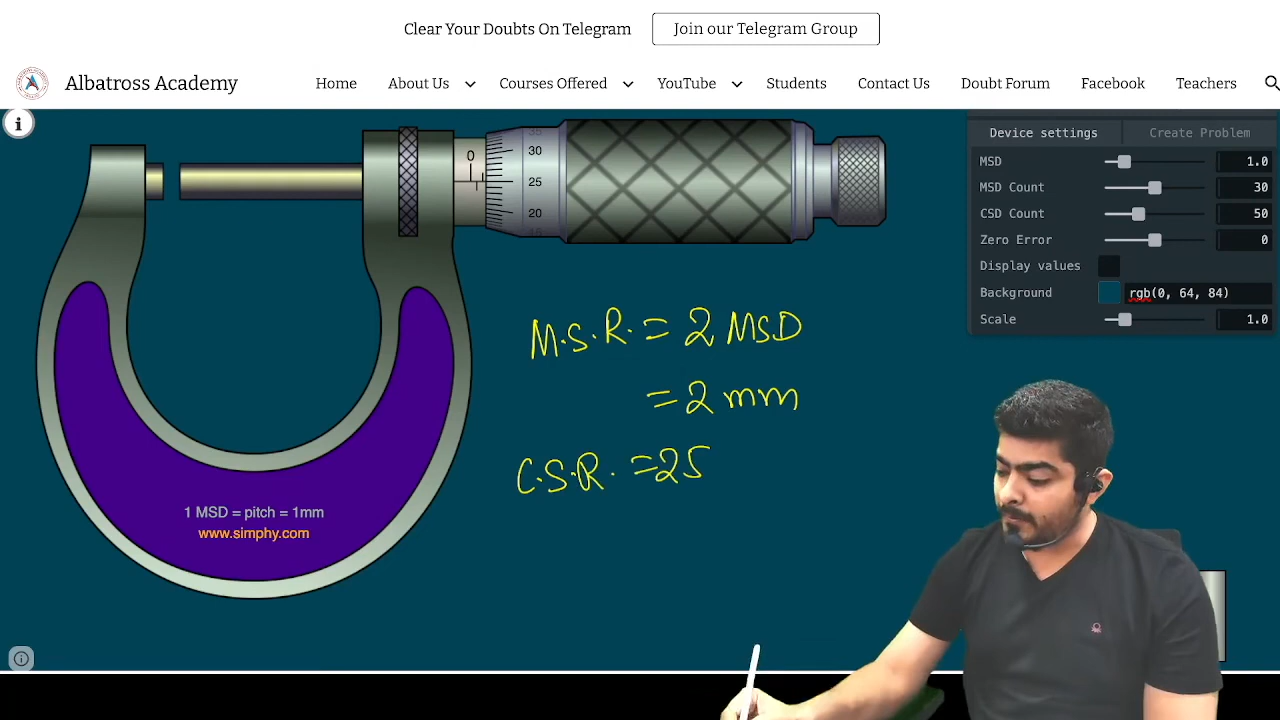 Clear Your Doubts On Telegram Join our Telegram Group
Albatross Academy Home About Us Courses Offered YouTube Students Contact Us Doubt Forum Facebook Teachers
Device settings Create Problem
MSD 1.0
MSD Count 30
CSD Count 50
Zero Error 0
Display values
Background rgb(0, 64, 84)
Scale 1.0
0
35
30
25
20
15
M.S.R. = 2 MSD
= 2 mm
C.S.R. = 25
1 MSD = pitch = 1mm
www.simphy.com